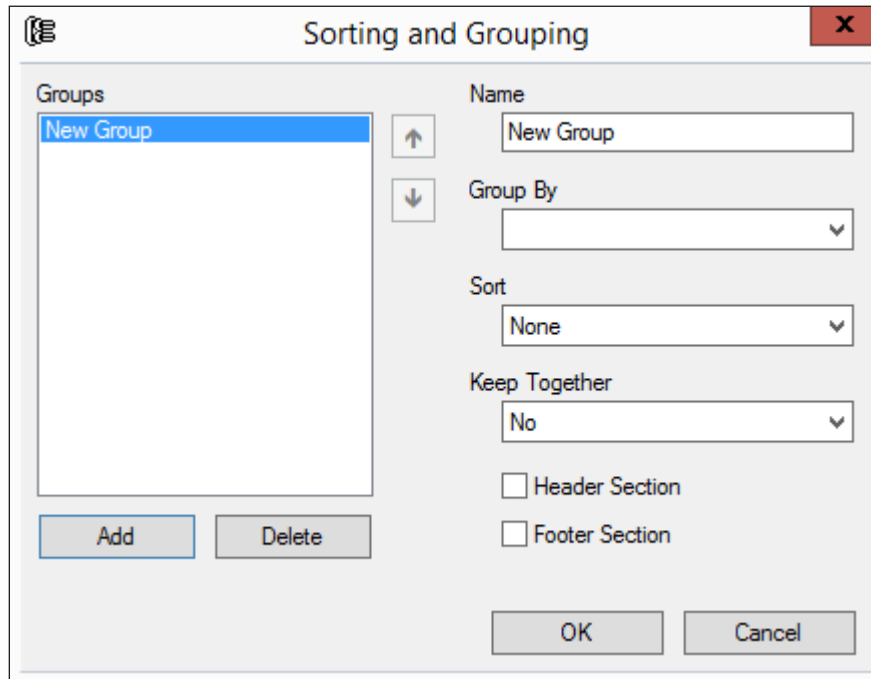 Sorting and Grouping
x
Groups
New Group
Add
Delete
Name
New Group
Group By
Sort
None
Keep Together
No
Header Section
Footer Section
OK
Cancel